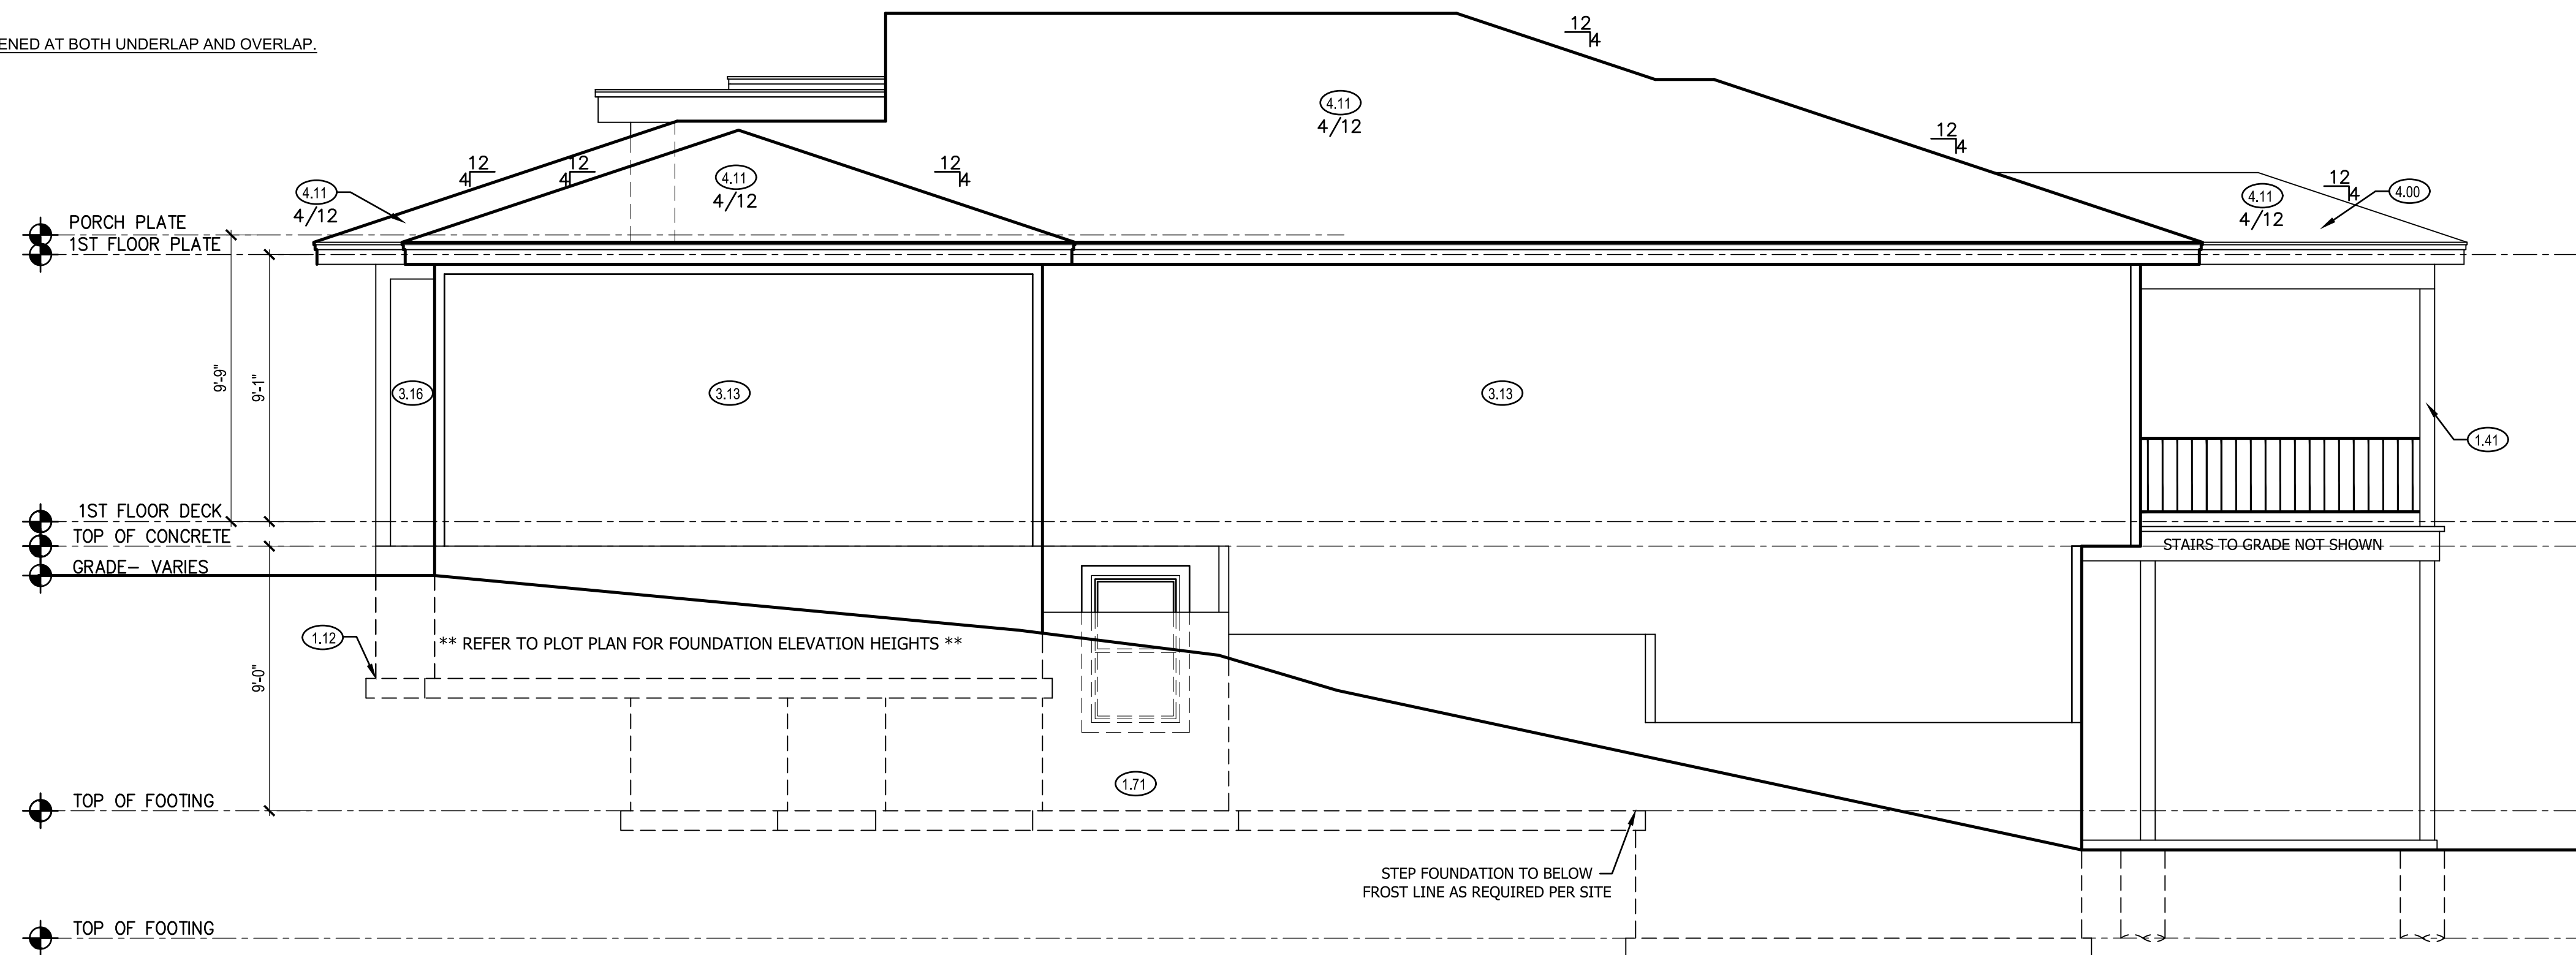 ENED AT BOTH UNDERLAP AND OVERLAP.
12
4
4.11
4/12
12
4
12
4
12
4
12
4
4.11
4/12
4.11
4/12
12
4
4.11
4/12
4.00
PORCH PLATE
1ST FLOOR PLATE
9'-9"
9'-1"
3.16
3.13
3.13
1.41
1ST FLOOR DECK
TOP OF CONCRETE
STAIRS TO GRADE NOT SHOWN
GRADE- VARIES
1.12
** REFER TO PLOT PLAN FOR FOUNDATION ELEVATION HEIGHTS **
9'-0"
1.71
TOP OF FOOTING
STEP FOUNDATION TO BELOW
FROST LINE AS REQUIRED PER SITE
TOP OF FOOTING